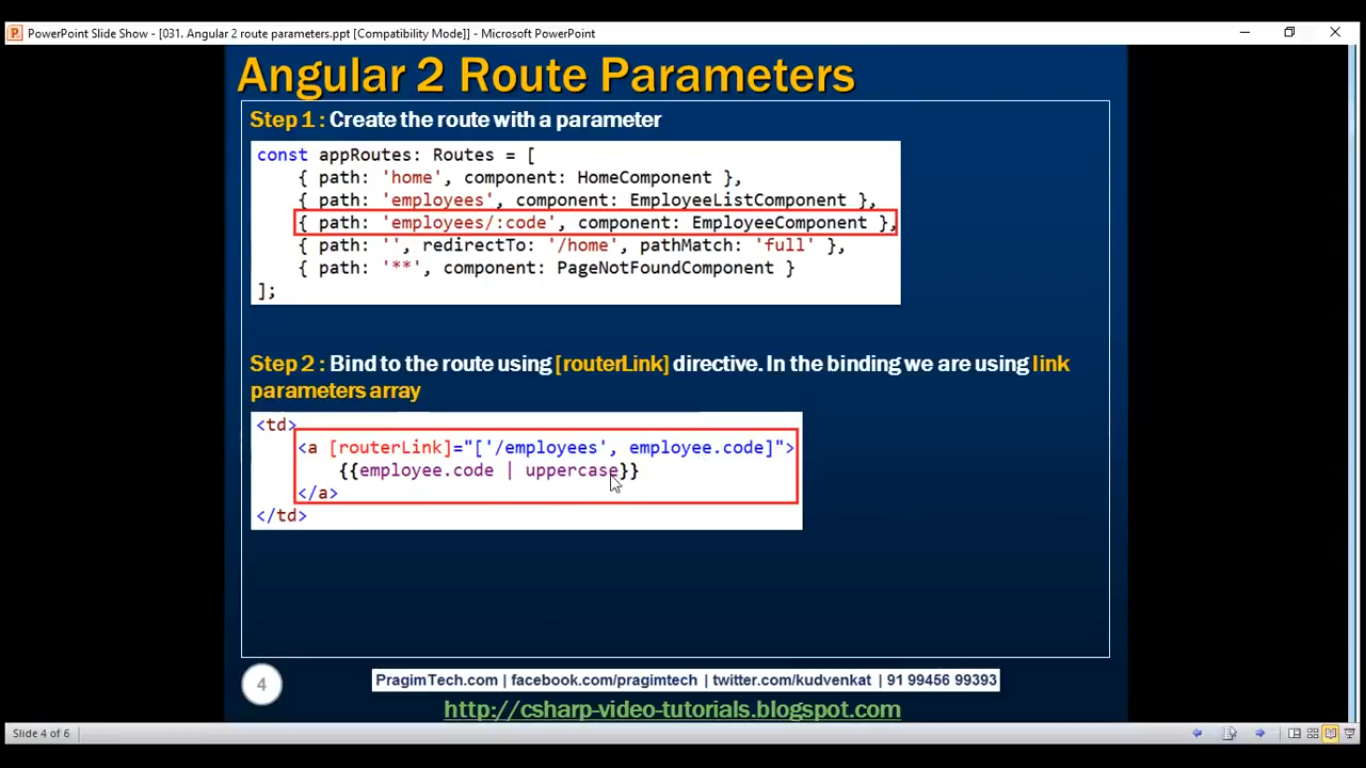 PowerPoint Slide Show - [031. Angular 2 route parameters.ppt [Compatibility Mode]] - Microsoft PowerPoint
Angular 2 Route Parameters
Step 1 : Create the route with a parameter
const appRoutes: Routes = [
{ path: 'home', component: HomeComponent },
{ path: 'employees', component: EmployeeListComponent },
{ path: 'employees/:code', component: EmployeeComponent },
{ path: '', redirectTo: '/home', pathMatch: 'full' },
{ path: '**', component: PageNotFoundComponent }
];
Step 2 : Bind to the route using [routerLink] directive. In the binding we are using link
parameters array
<td>
<a [routerLink]="['/employees', employee.code]">
{{employee.code | uppercase}}
</a>
</td>
4
PragimTech.com | facebook.com/pragimtech | twitter.com/kudvenkat | 91 99456 99393
http://csharp-video-tutorials.blogspot.com
Slide 4 of 6